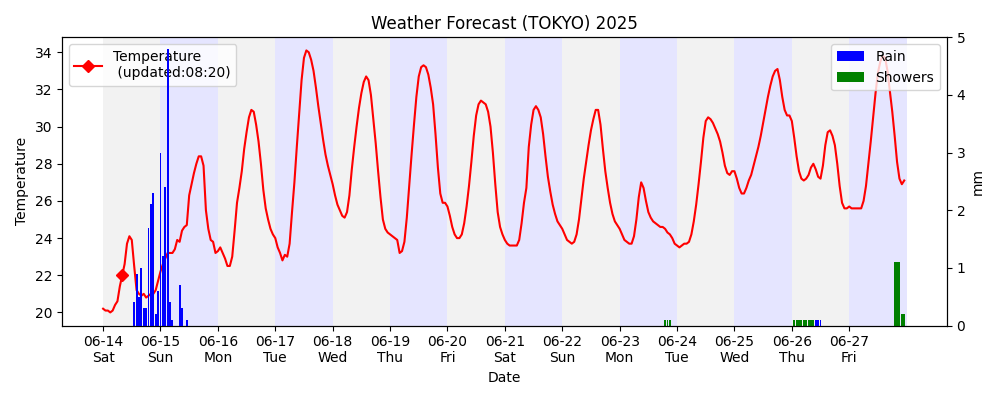 Weather Forecast (TOKYO) 2025
Temperature
(updated:08:20)
Rain
Showers
Temperature
34
32
30
28
26
24
22
20
5
4
3
2
1
0
mm
06-14 06-15 06-16 06-17 06-18 06-19 06-20 06-21 06-22 06-23 06-24 06-25 06-26 06-27
Sat Sun Mon Tue Wed Thu Fri Sat Sun Mon Tue Wed Thu Fri
Date